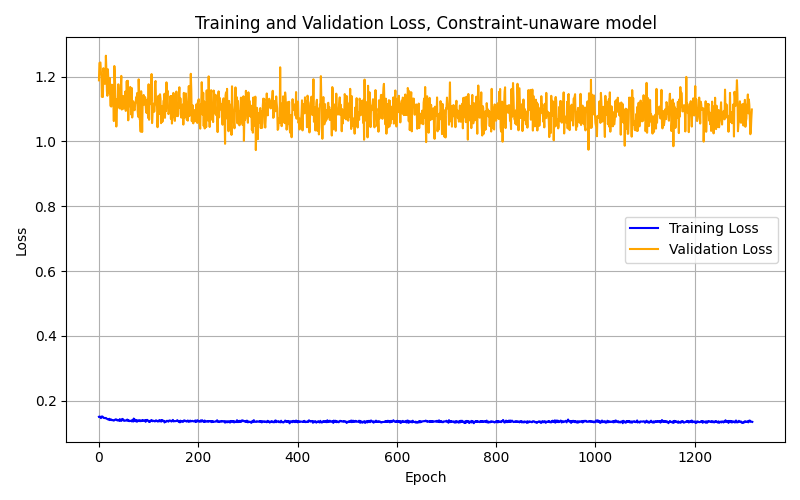 Training and Validation Loss, Constraint-unaware model
Loss
1.2
1.0
0.8
0.6
0.4
0.2
Training Loss
Validation Loss
0 200 400 600 800 1000 1200
Epoch